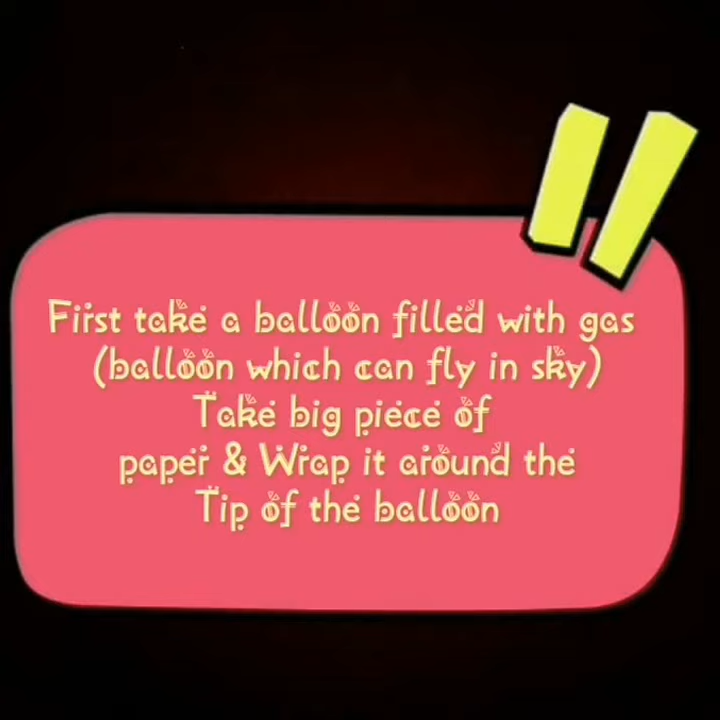 First take a balloon filled with gas
(balloon which can fly in sky)
Take big piece of
paper & Wrap it around the
Tip of the balloon